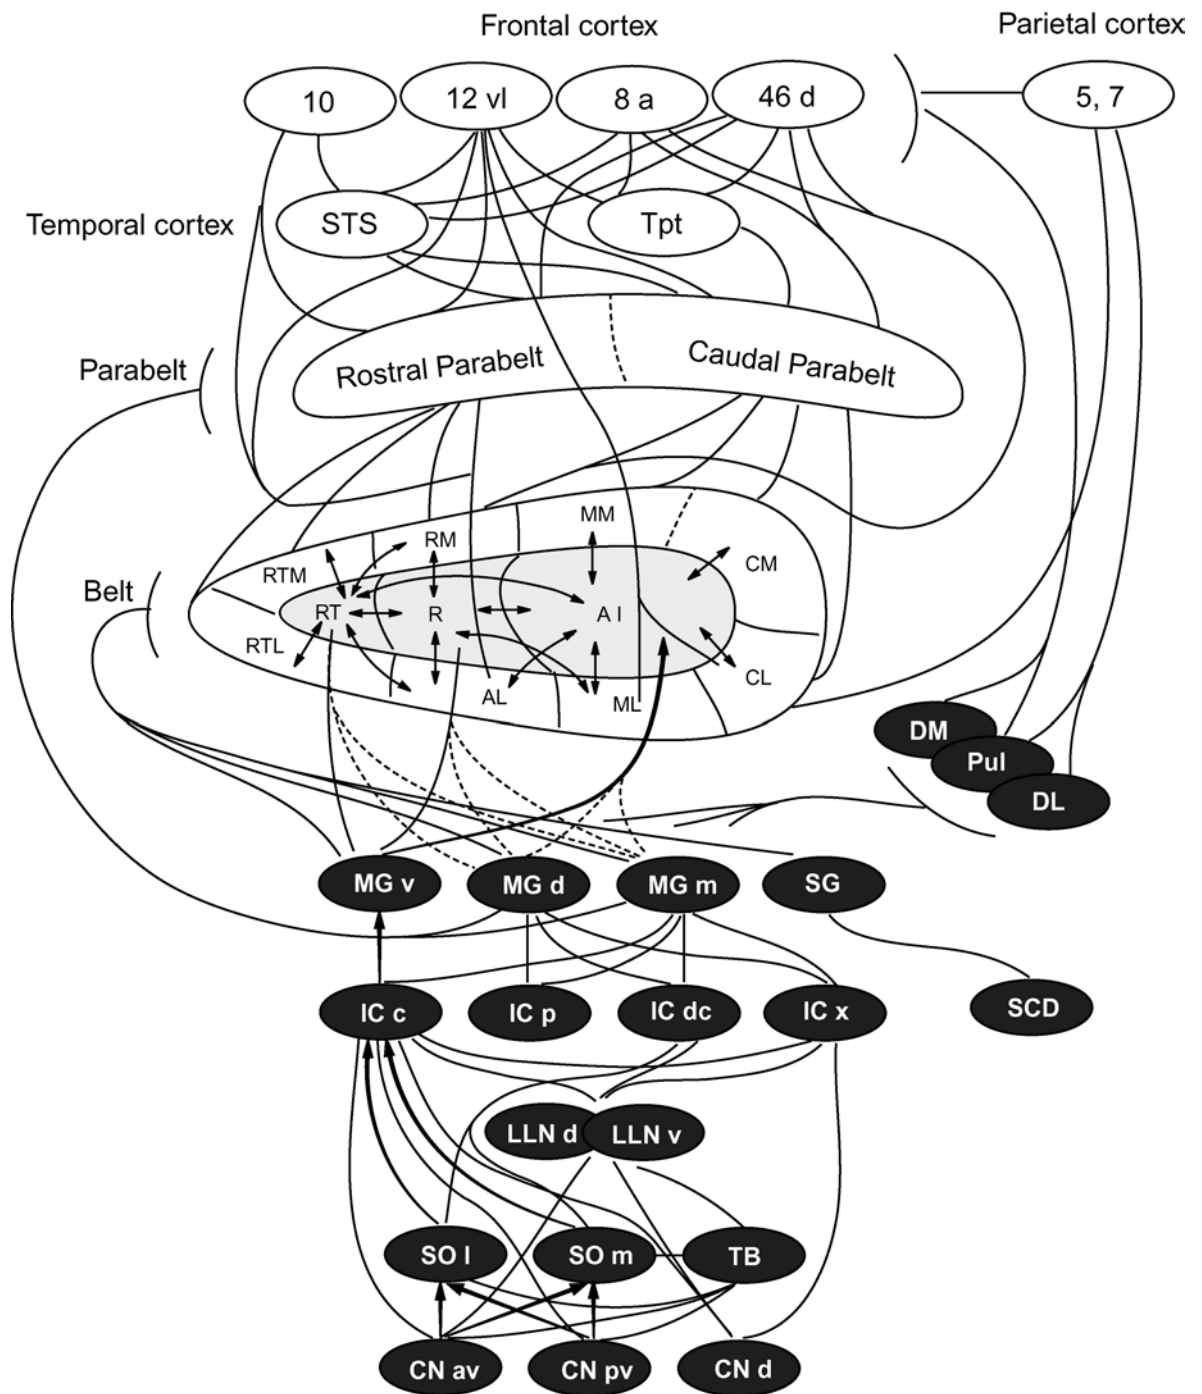 Frontal cortex
Parietal cortex
10
12 vl
8 a
46 d
5, 7
Temporal cortex
STS
Tpt
Parabelt
Rostral Parabelt
Caudal Parabelt
Belt
RTM
RM
MM
CM
RT
R
A I
RTL
AL
ML
CL
DM
Pul
DL
MG v
MG d
MG m
SG
IC c
IC p
IC dc
IC x
SCD
LLN d
LLN v
SO l
SO m
TB
CN av
CN pv
CN d